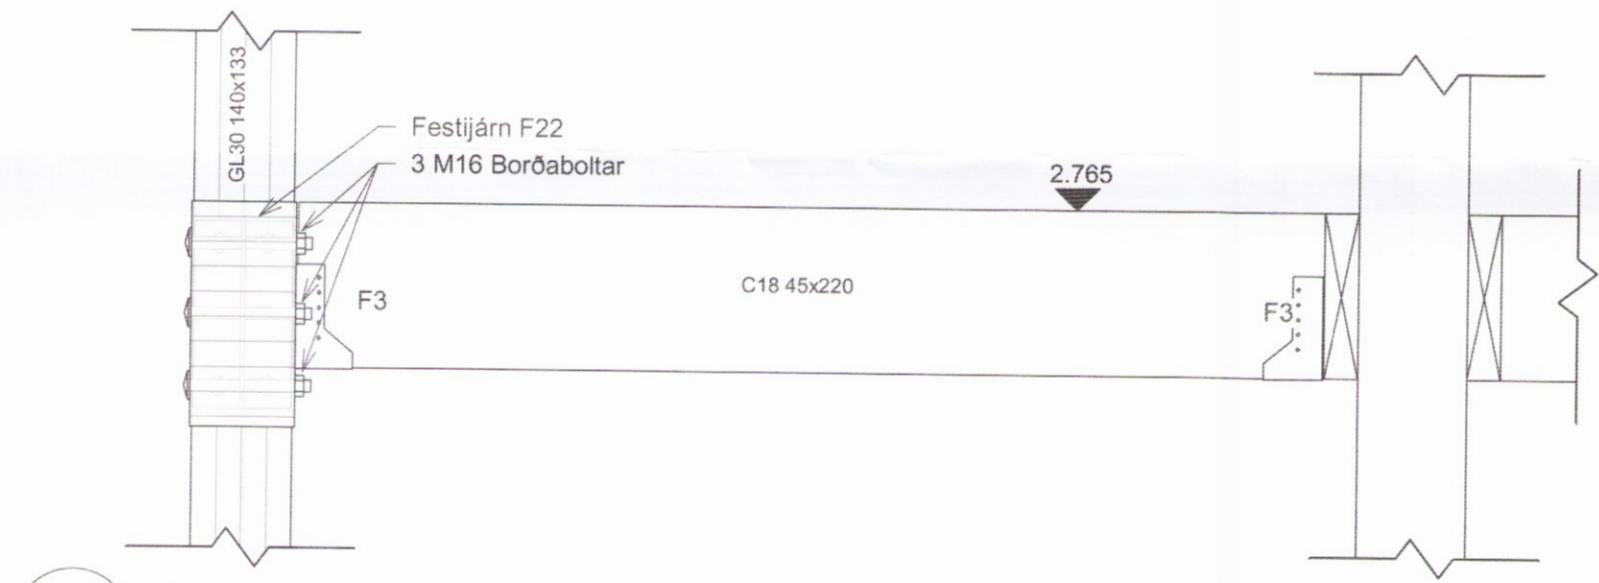 GL30 140x133
Festijárn F22
3 M16 Borðaboltar
2.765
C18 45x220
F3
F3